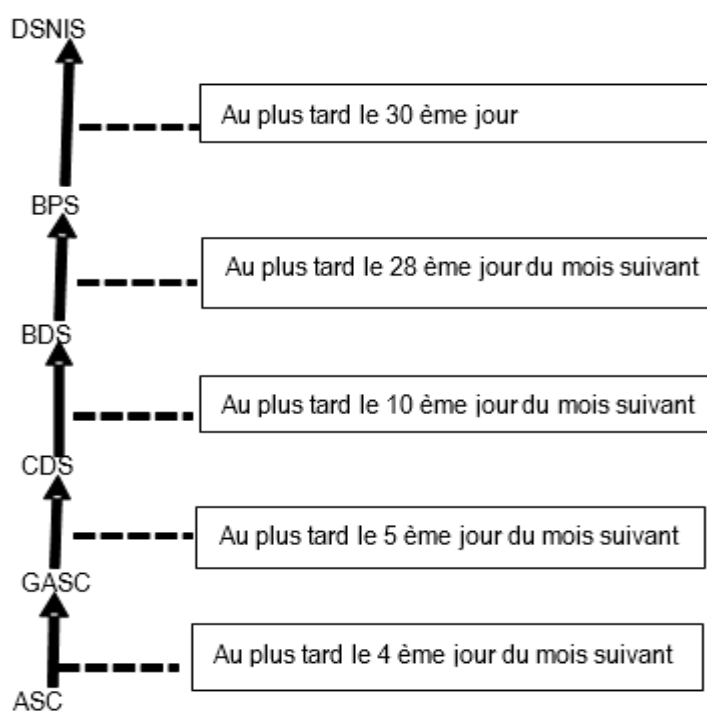 DSNIS
Au plus tard le 30 ème jour
BPS
Au plus tard le 28 ème jour du mois suivant
BDS
Au plus tard le 10 ème jour du mois suivant
CDS
Au plus tard le 5 ème jour du mois suivant
GASC
Au plus tard le 4 ème jour du mois suivant
ASC